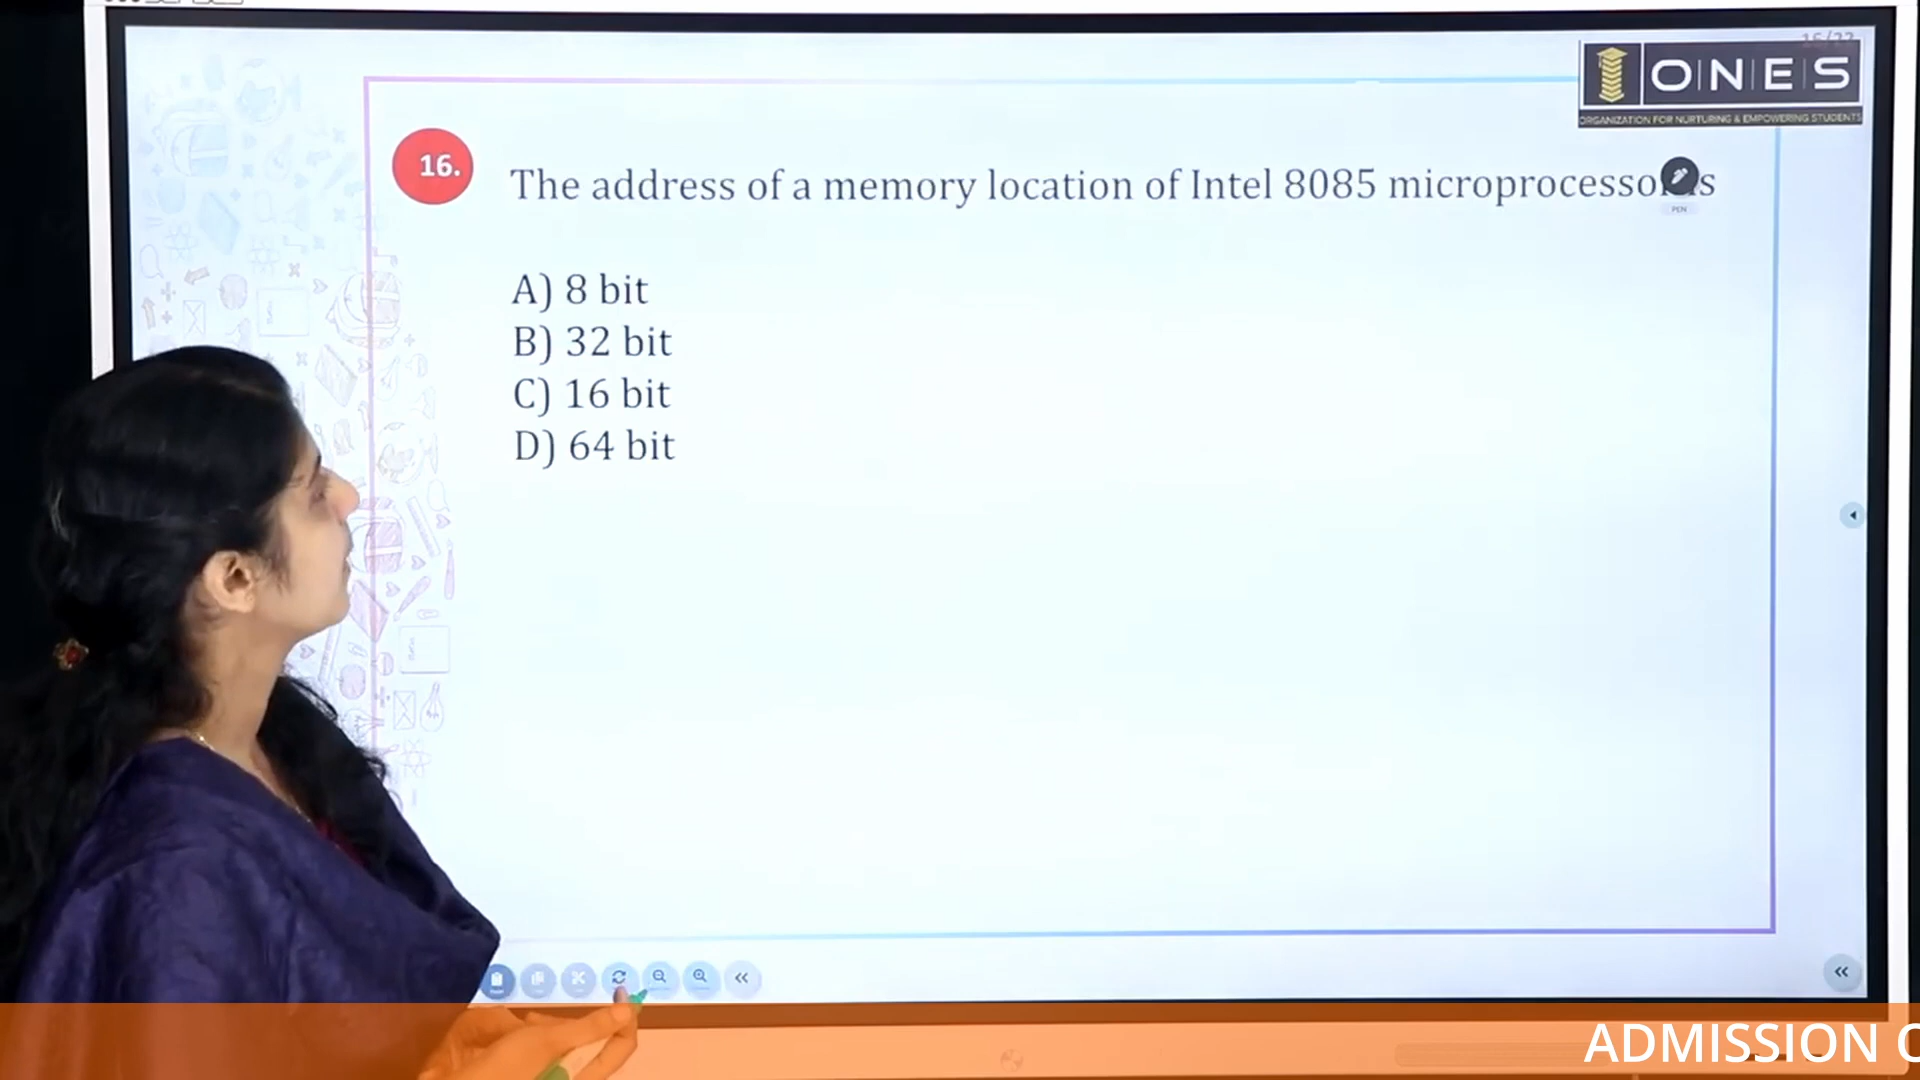 O|N|E|S
ORGANIZATION FOR NURTURING & EMPOWERING STUDENTS
16.
The address of a memory location of Intel 8085 microprocessor is
A) 8 bit
B) 32 bit
C) 16 bit
D) 64 bit
PEN
ADMISSION